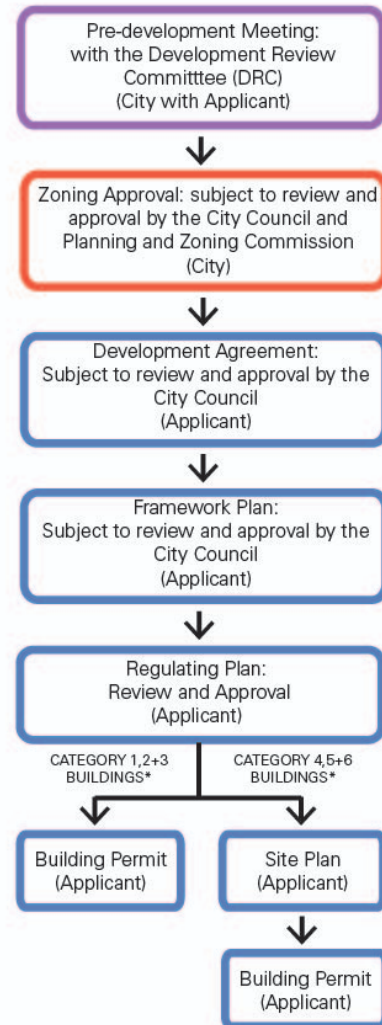 Pre-development Meeting:
with the Development Review
Committtee (DRC)
(City with Applicant)
Zoning Approval: subject to review and
approval by the City Council and
Planning and Zoning Commission
(City)
Development Agreement:
Subject to review and approval by the
City Council
(Applicant)
Framework Plan:
Subject to review and approval by the
City Council
(Applicant)
Regulating Plan:
Review and Approval
(Applicant)
CATEGORY 1,2+3
BUILDINGS*
CATEGORY 4,5+6
BUILDINGS*
Building Permit
(Applicant)
Site Plan
(Applicant)
Building Permit
(Applicant)